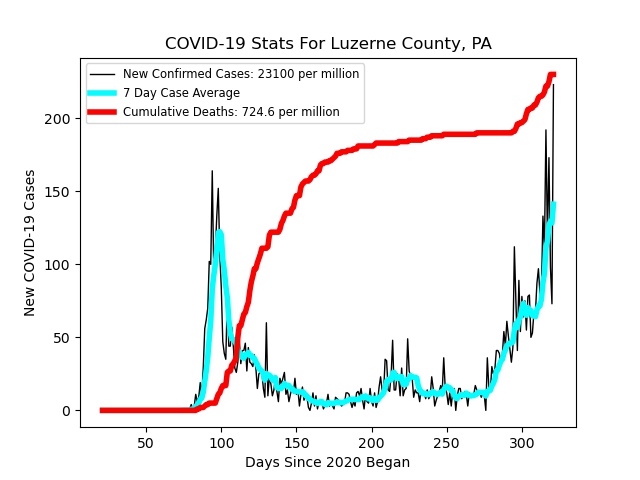 COVID-19 Stats For Luzerne County, PA
New Confirmed Cases: 23100 per million
7 Day Case Average
Cumulative Deaths: 724.6 per million
New COVID-19 Cases
200
150
100
50
0
50 100 150 200 250 300
Days Since 2020 Began